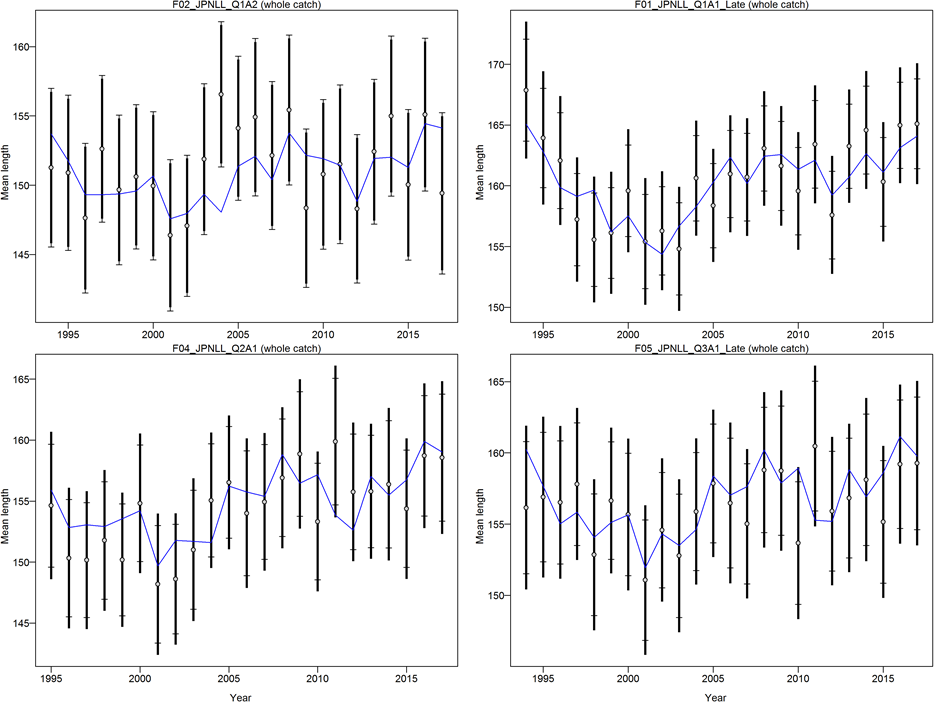 F02_JPNLL_Q1A2 (whole catch)
Mean length
160
155
150
145
1995 2000 2005 2010 2015
F01_JPNLL_Q1A1_Late (whole catch)
Mean length
170
165
160
155
150
1995 2000 2005 2010 2015
F04_JPNLL_Q2A1 (whole catch)
Mean length
165
160
155
150
145
1995 2000 2005 2010 2015
Year
F05_JPNLL_Q3A1_Late (whole catch)
Mean length
165
160
155
150
1995 2000 2005 2010 2015
Year